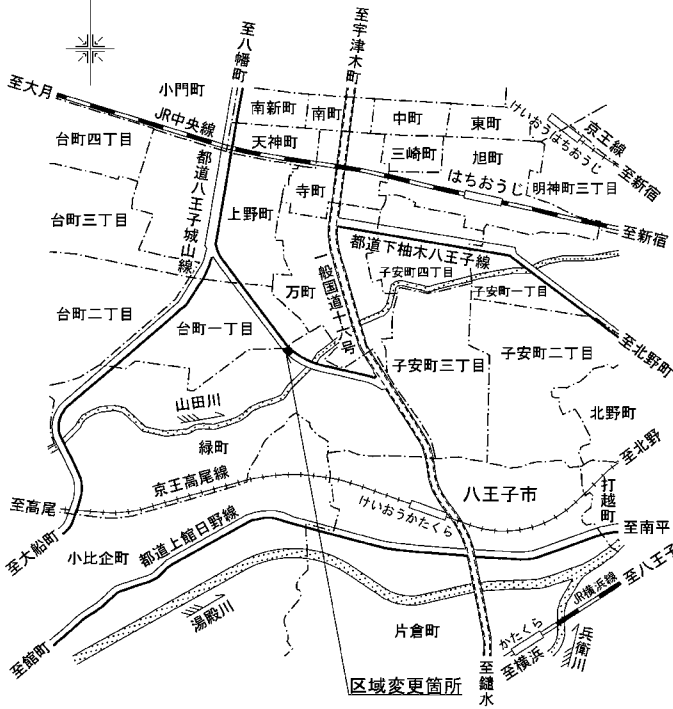 至八幡町
至宇津木町
小門町
至大月
JR中央線
南新町
南町
中町
東町
けいおうはちおうじ
京王線
至新宿
台町四丁目
天神町
三崎町
旭町
はちおうじ
明神町三丁目
都道八王子城山線
寺町
台町三丁目
上野町
至新宿
都道下柚木八王子線
一般国道十六号
子安町四丁目
万町
子安町一丁目
台町二丁目
台町一丁目
至北野町
子安町三丁目
子安町二丁目
山田川
北野町
緑町
至北野
京王高尾線
八王子市
打越町
至高尾
けいおうかたくら
至南平
至大船町
都道上館日野線
小比企町
至八王子
JR横浜線
湯殿川
かたくら
片倉町
兵衛川
至館町
至横浜
至鑓水
区域変更箇所